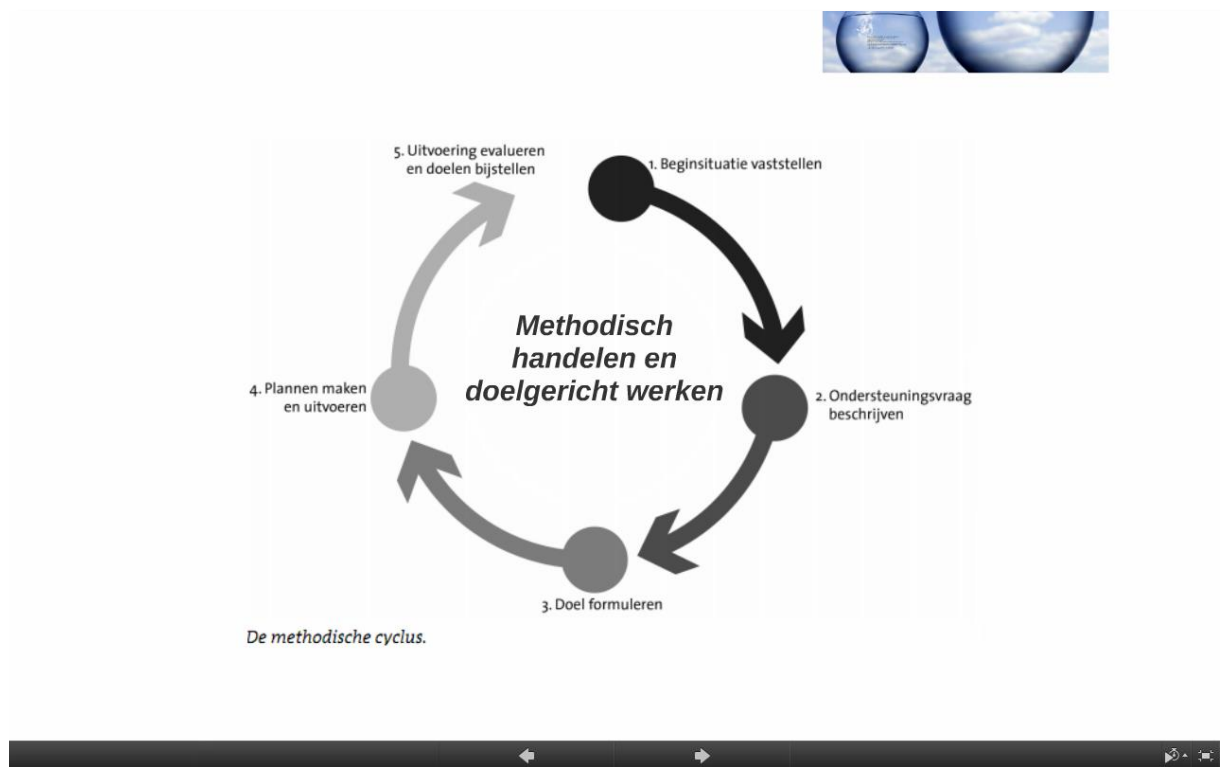 5. Uitvoering evalueren
en doelen bijstellen
1. Beginsituatie vaststellen
Methodisch
handelen en
doelgericht werken
4. Plannen maken
en uitvoeren
2. Ondersteuningsvraag
beschrijven
3. Doel formuleren
De methodische cyclus.